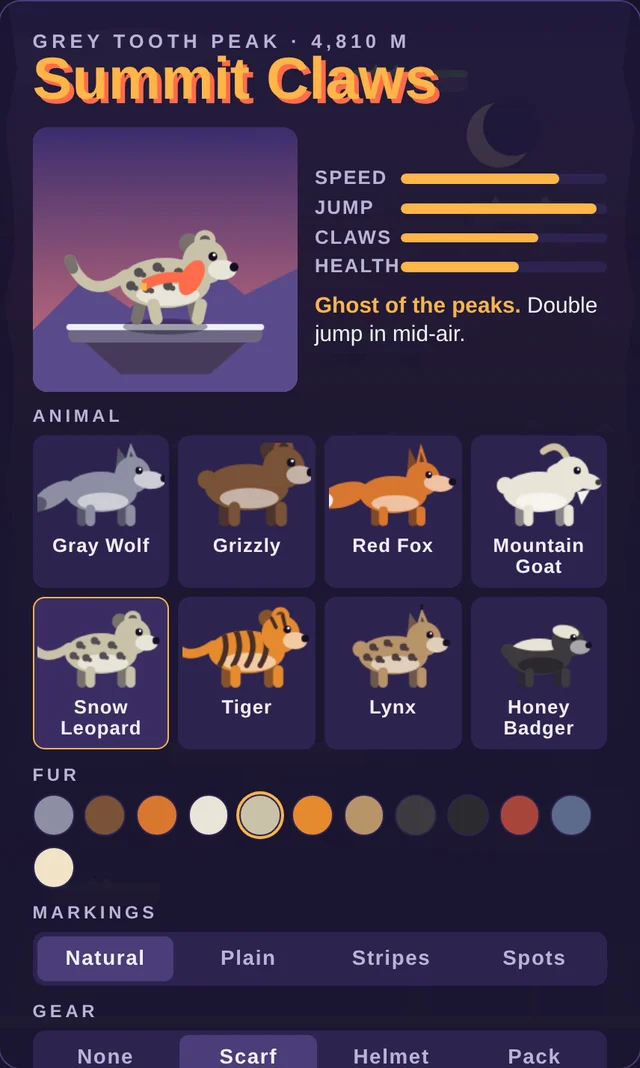 GREY TOOTH PEAK · 4,810 M
Summit Claws
SPEED
JUMP
CLAWS
HEALTH
Ghost of the peaks. Double
jump in mid-air.
ANIMAL
Gray Wolf
Grizzly
Red Fox
Mountain
Goat
Snow
Leopard
Tiger
Lynx
Honey
Badger
FUR
MARKINGS
Natural
Plain
Stripes
Spots
GEAR
None
Scarf
Helmet
Pack